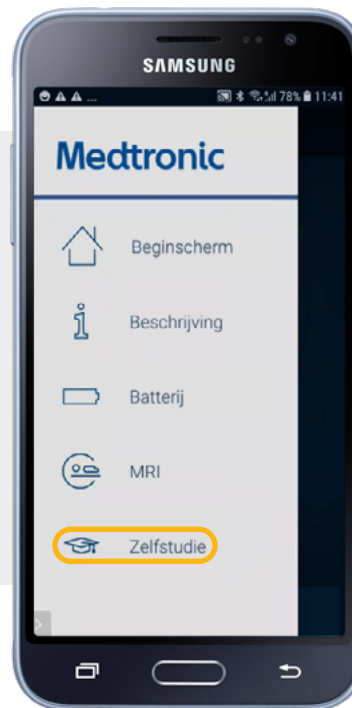 SAMSUNG
... 78% 11:41
Medtronic
Beginscherm
Beschrijving
Batterij
MRI
Zelfstudie